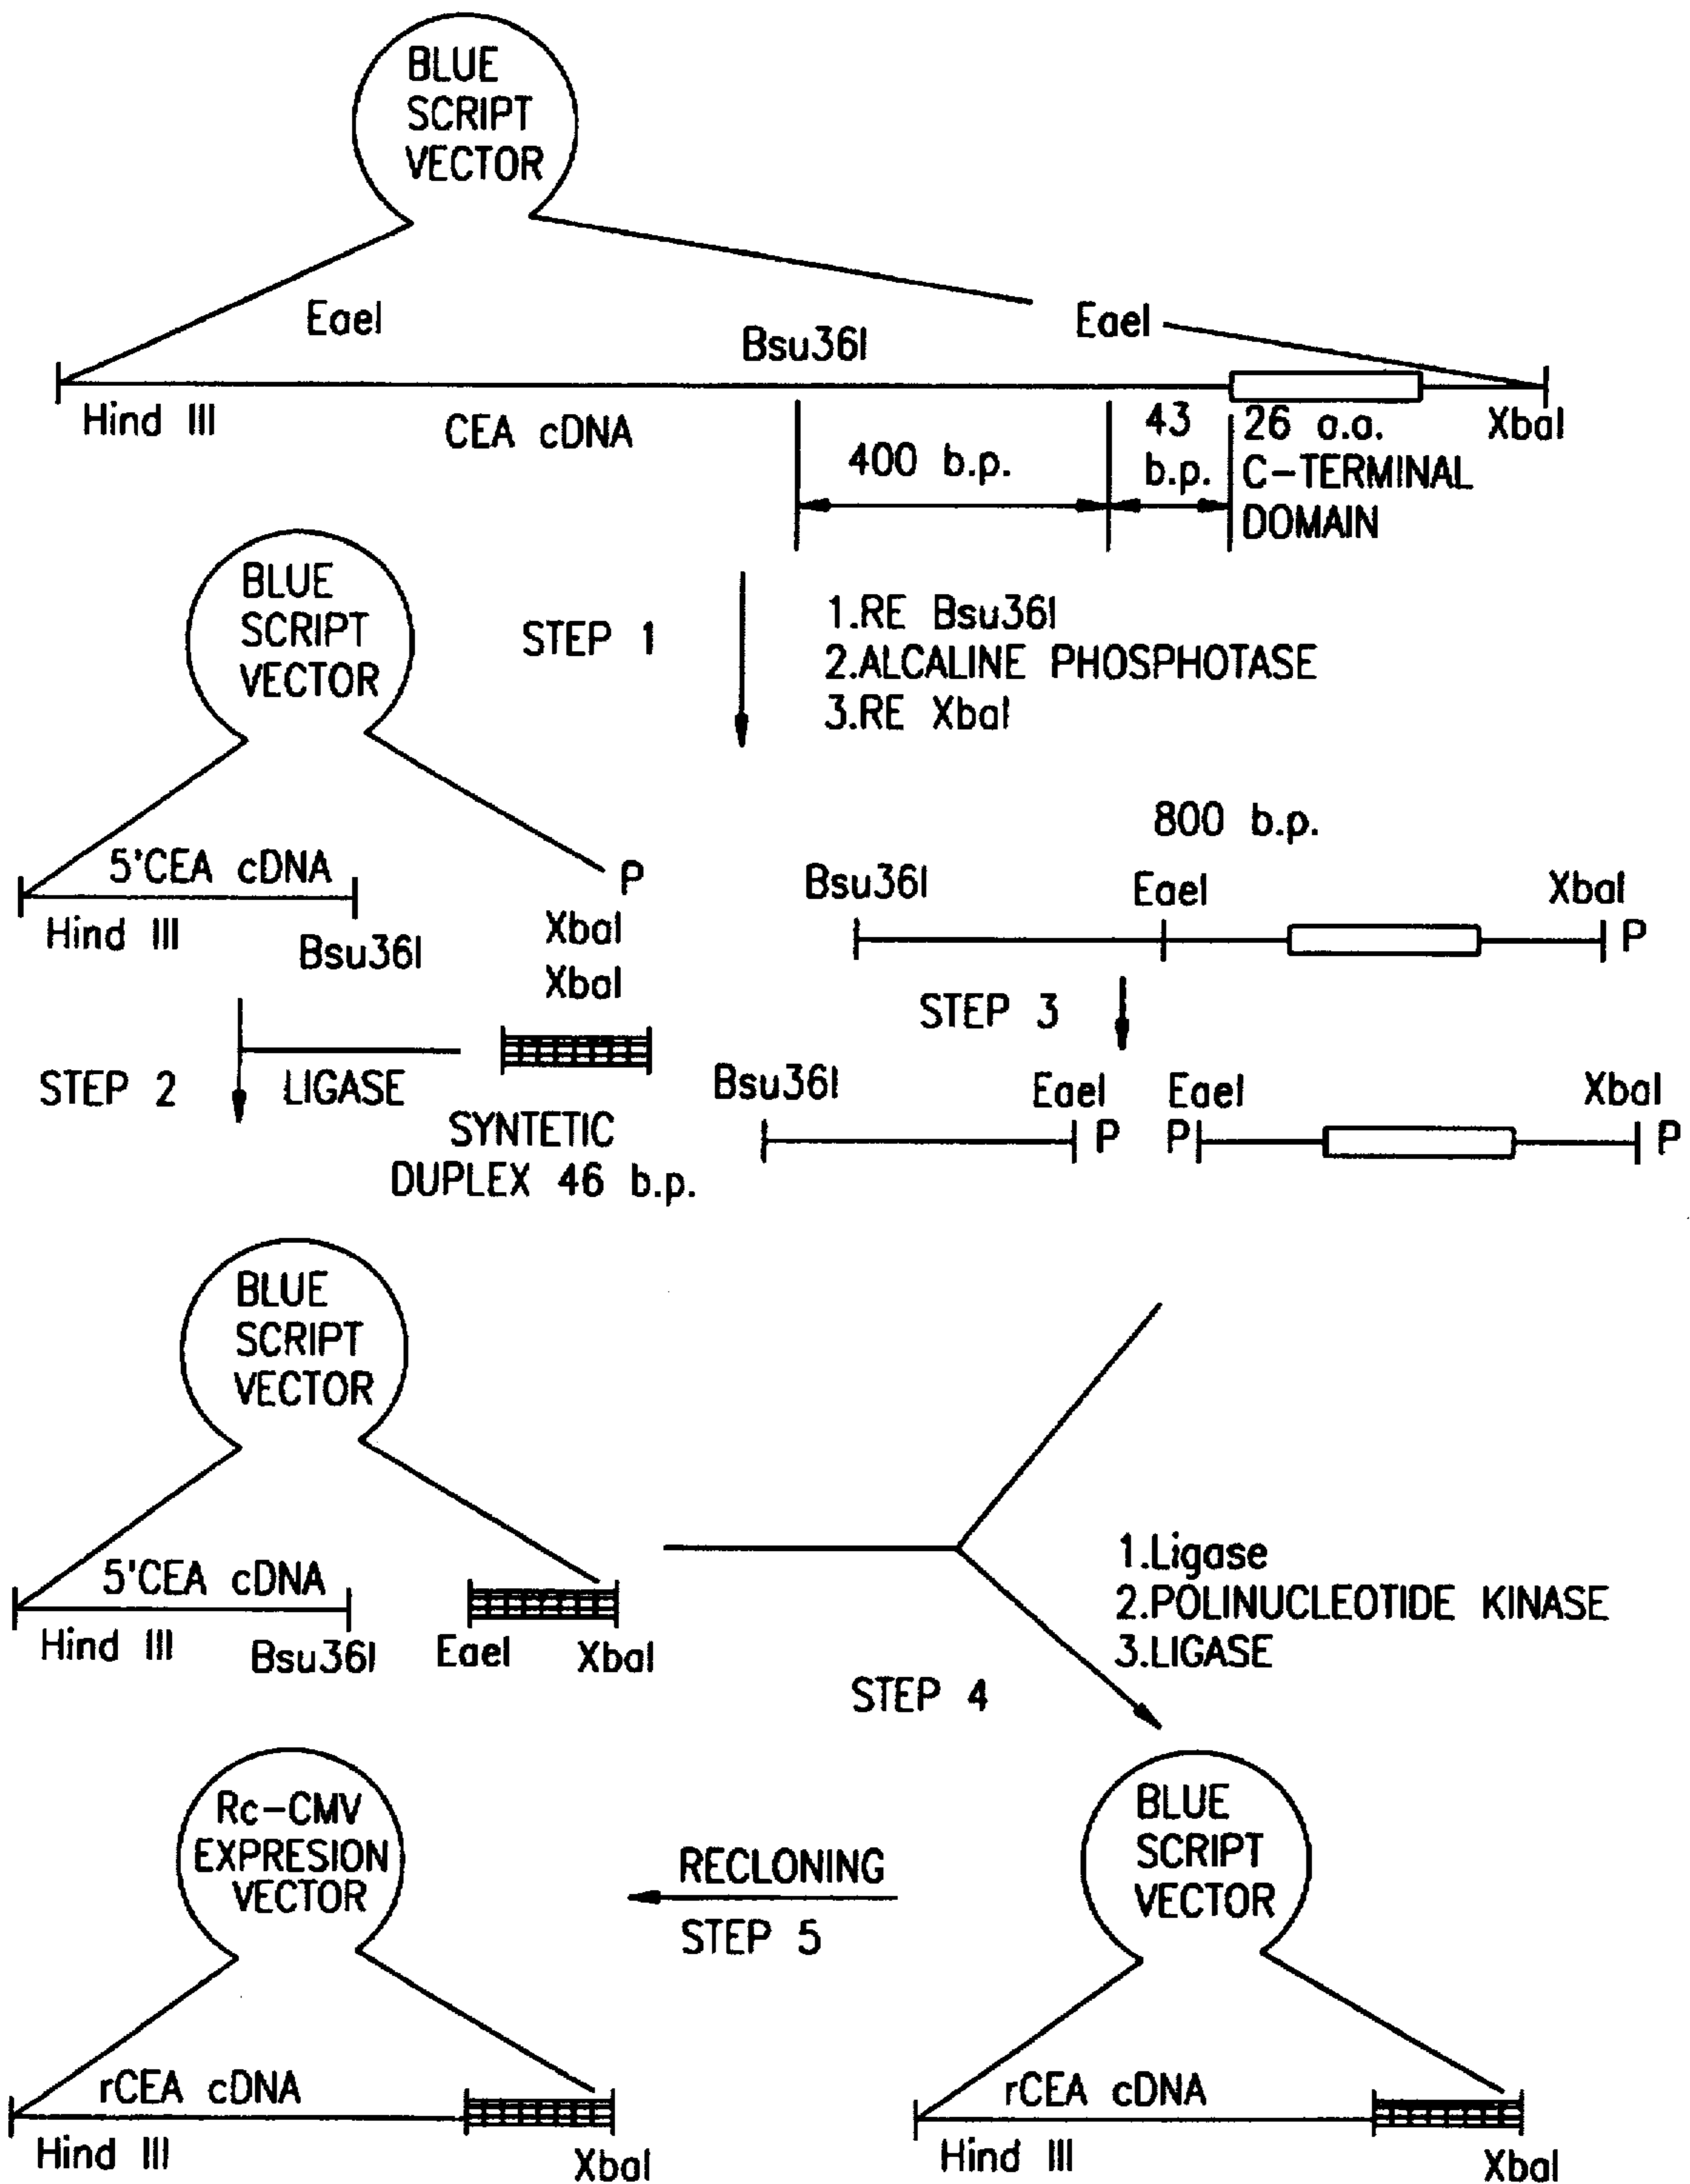 BLUE
SCRIPT
VECTOR
EaeI
Bsu36I
EaeI
Hind III
CEA cDNA
400 b.p.
43
b.p.
26 a.a.
C-TERMINAL
DOMAIN
XbaI
BLUE
SCRIPT
VECTOR
STEP 1
1.RE Bsu36I
2.ALCALINE PHOSPHOTASE
3.RE XbaI
5'CEA cDNA
P
Hind III
Bsu36I
XbaI
XbaI
800 b.p.
Bsu36I
EaeI
XbaI
P
STEP 3
STEP 2
LIGASE
SYNTETIC
DUPLEX 46 b.p.
Bsu36I
EaeI
P
EaeI
P
XbaI
P
BLUE
SCRIPT
VECTOR
5'CEA cDNA
Hind III
Bsu36I
EaeI
XbaI
1.Ligase
2.POLINUCLEOTIDE KINASE
3.LIGASE
STEP 4
Rc-CMV
EXPRESION
VECTOR
RECLONING
STEP 5
BLUE
SCRIPT
VECTOR
rCEA cDNA
Hind III
XbaI
rCEA cDNA
Hind III
XbaI